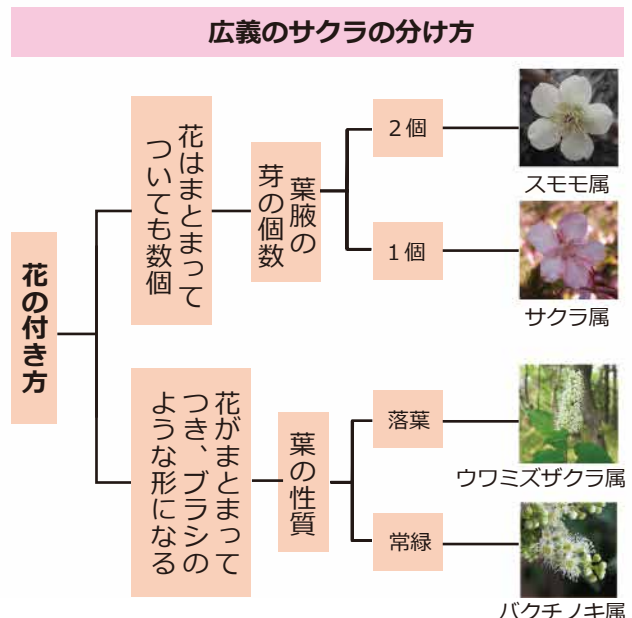 広義のサクラの分け方
花の付き方
花はまとまって
ついても数個
葉腋の
芽の個数
2個
スモモ属
1個
サクラ属
花がまとまって
つき、ブラシの
ような形になる
葉の性質
落葉
ウワミズザクラ属
常緑
バクチノキ属